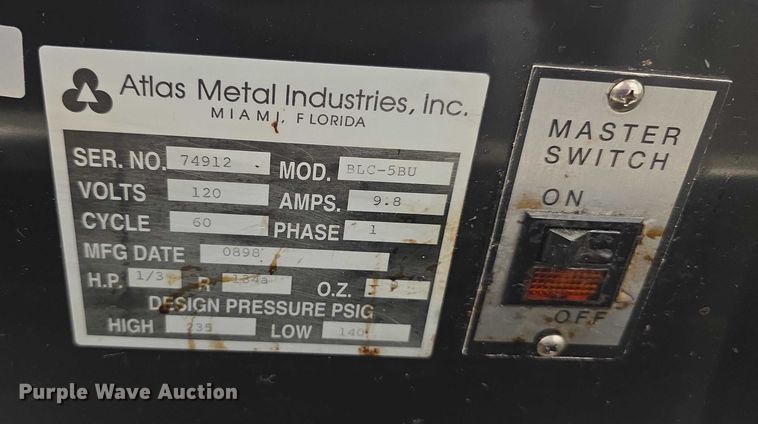 Atlas Metal Industries, Inc.
MIAMI, FLORIDA
SER. NO. 74912 MOD. BLC-5BU
VOLTS 120 AMPS. 9.8
CYCLE 60 PHASE 1
MFG DATE 0898
H.P. 1/3 R 134a O.Z.
DESIGN PRESSURE PSIG
HIGH 235 LOW 140
MASTER
SWITCH
ON
OFF
Purple Wave Auction